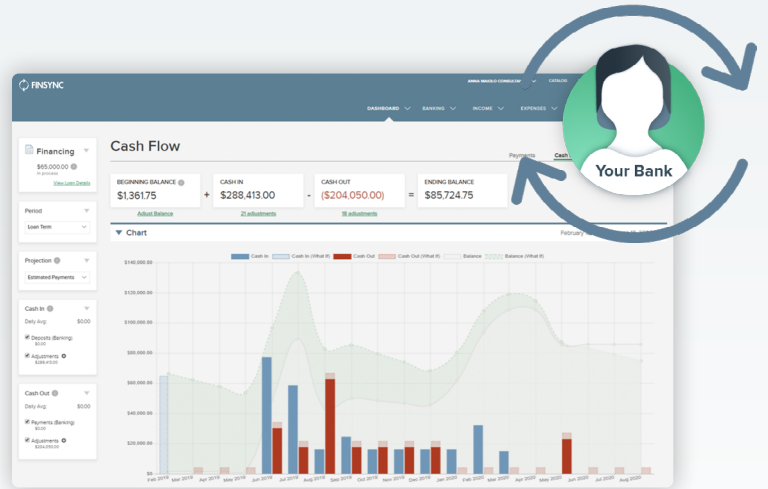 FINSYNC
ANNA MAIOLO CONSULTANT
CATALOG
DASHBOARD BANKING INCOME EXPENSES
Your Bank
Financing
$65,000.00
In process
View Loan Details
Cash Flow
Payments
BEGINNING BALANCE CASH IN CASH OUT ENDING BALANCE
$1,361.75 + $288,413.00 - ($204,050.00) = $85,724.75
Adjust Balance 21 adjustments 18 adjustments
Period
Loan Term
Chart
Projection
Estimated Payments
Cash In
Daily Avg: $0.00
Deposits (Banking)
$0.00
Adjustments
$288,413.00
Cash Out
Daily Avg: $0.00
Payments (Banking)
$0.00
Adjustments
$204,050.00
Cash In Cash In (What If) Cash Out Cash Out (What If) Balance Balance (What If)
$140,000.00
$120,000.00
$100,000.00
$80,000.00
$60,000.00
$40,000.00
$20,000.00
$0
Feb 2019 Mar 2019 Apr 2019 May 2019 Jun 2019 Jul 2019 Aug 2019 Sep 2019 Oct 2019 Nov 2019 Dec 2019 Jan 2020 Feb 2020 Mar 2020 Apr 2020 May 2020 Jun 2020 Jul 2020 Aug 2020